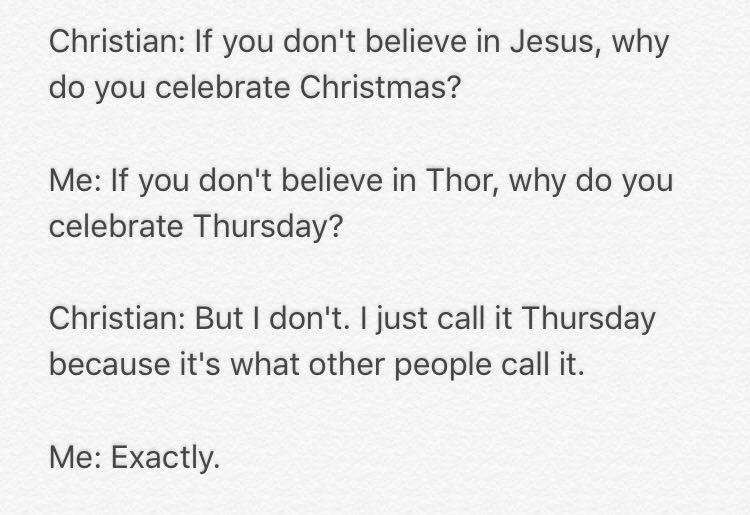 Christian: If you don't believe in Jesus, why
do you celebrate Christmas?
Me: If you don't believe in Thor, why do you
celebrate Thursday?
Christian: But I don't. I just call it Thursday
because it's what other people call it.
Me: Exactly.